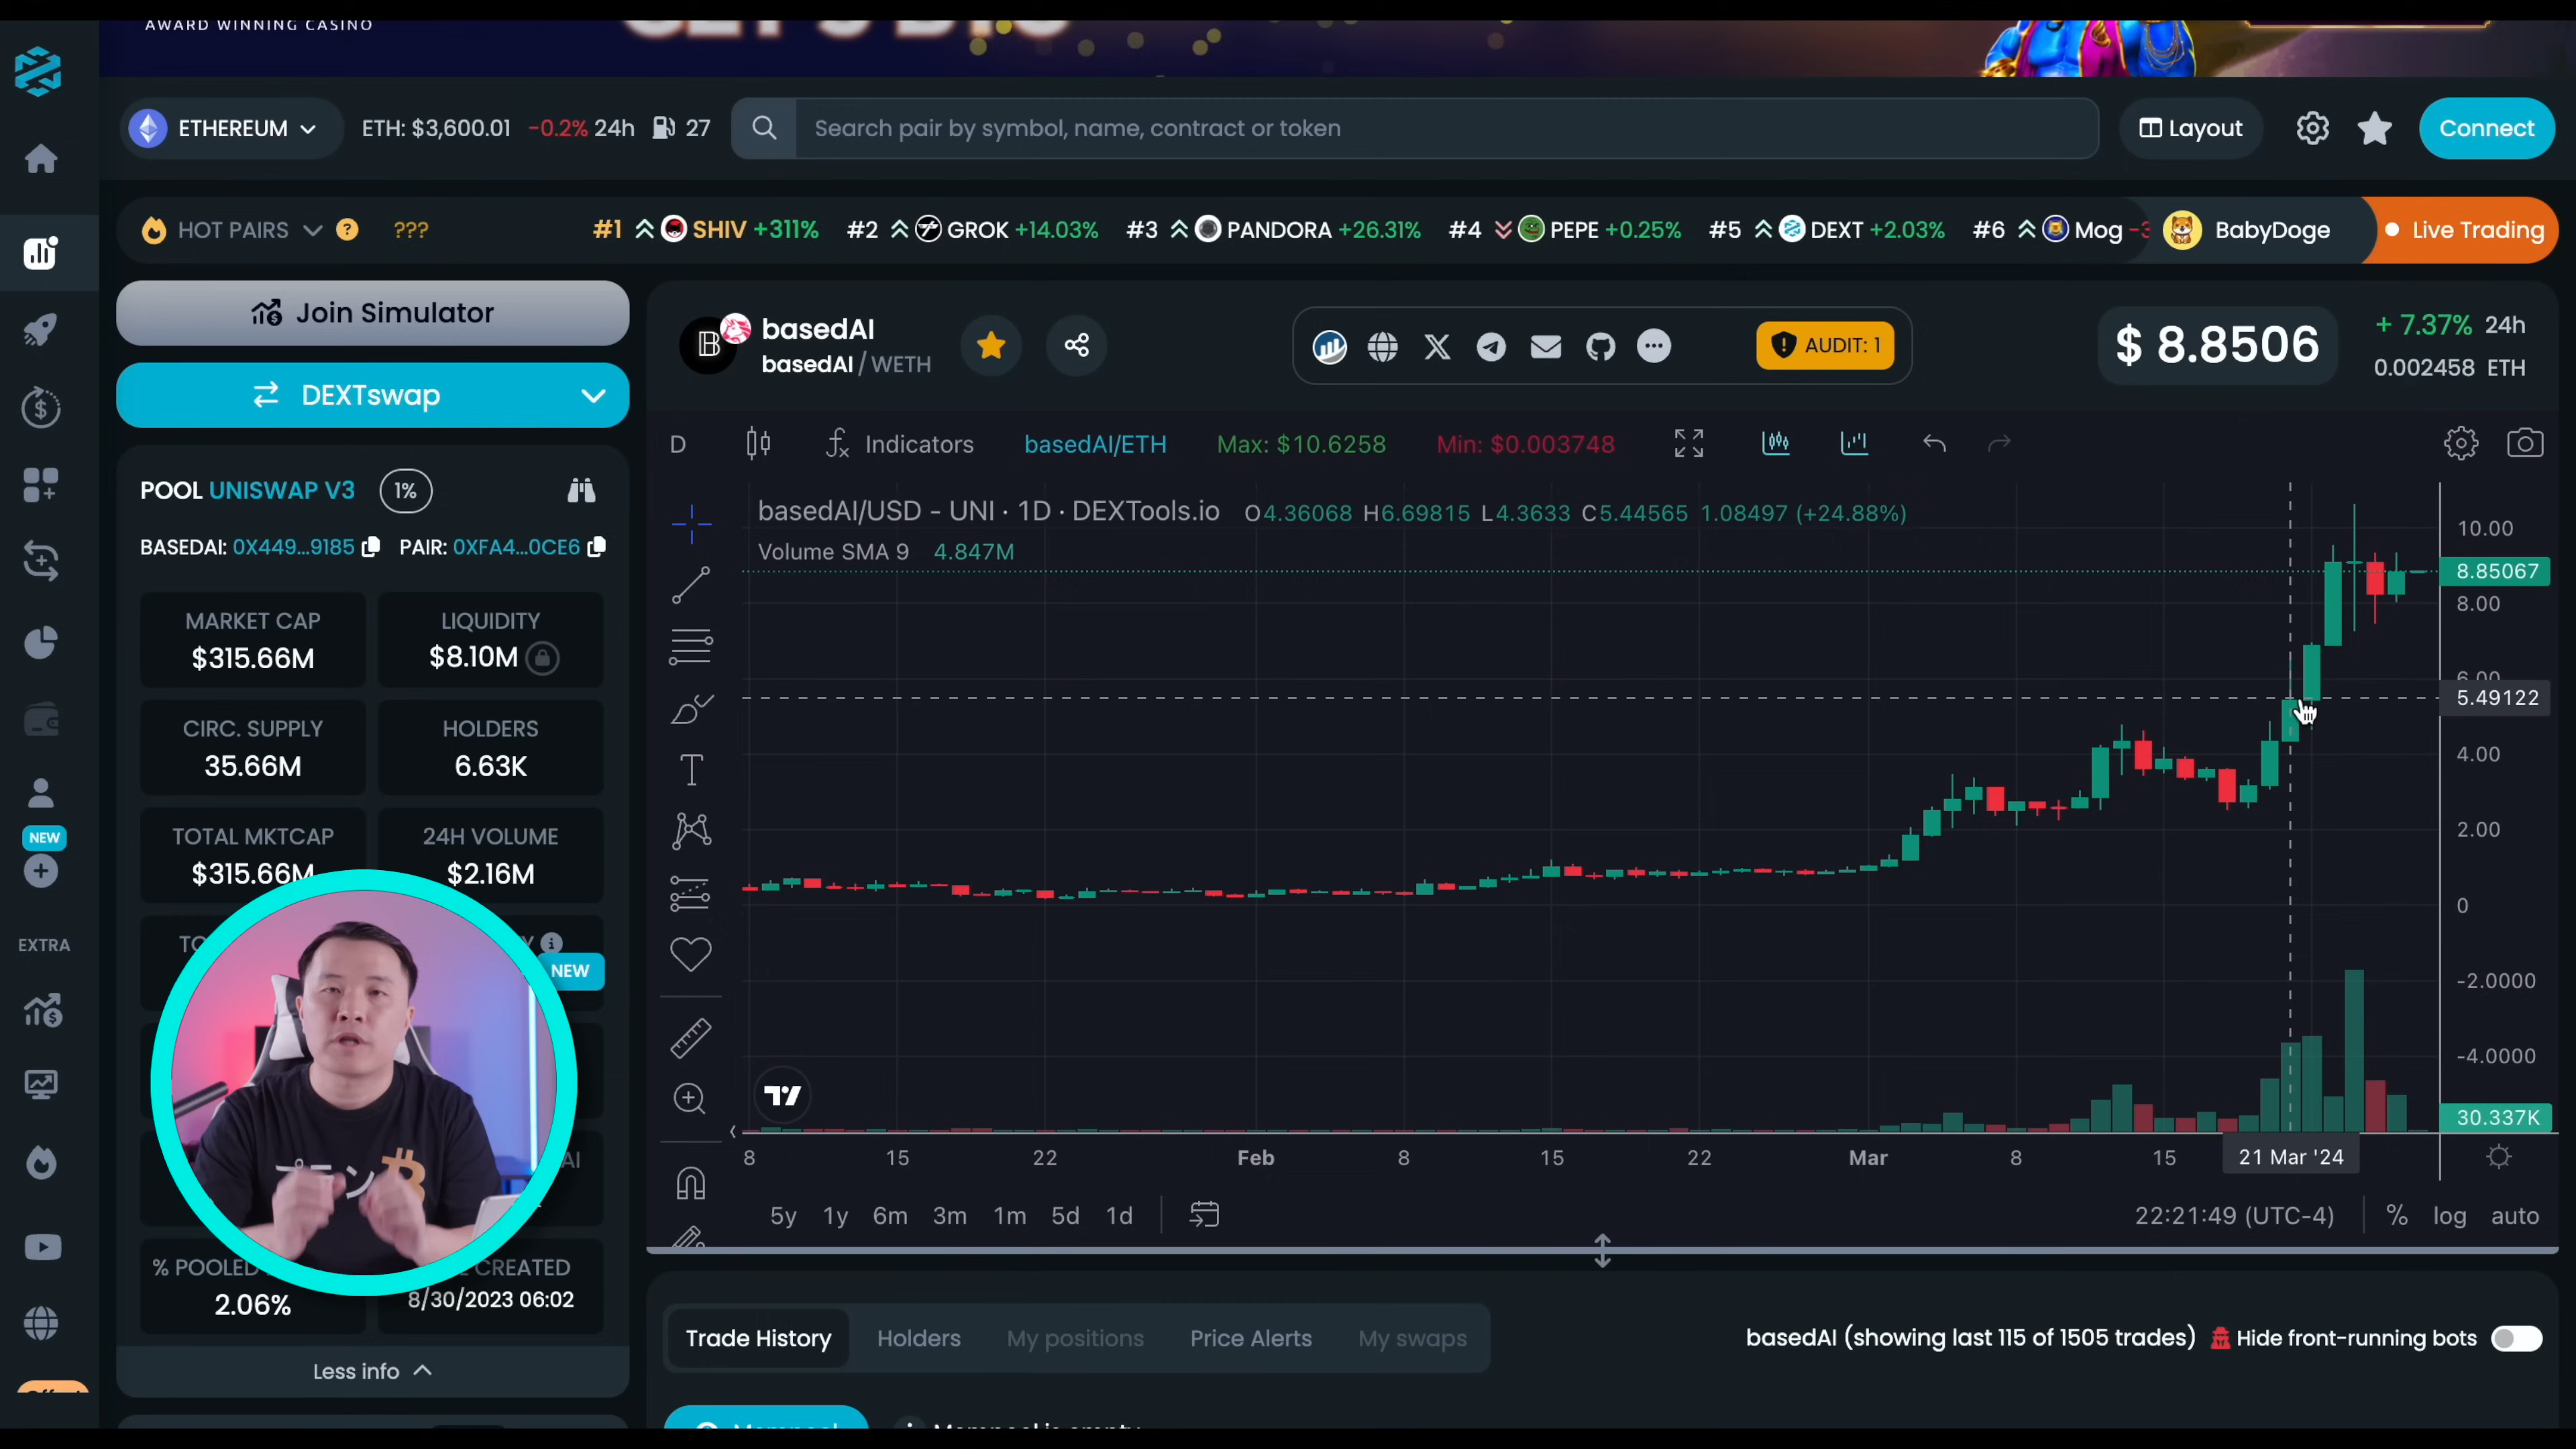 AWARD WINNING CASINO
ETHEREUM
ETH: $3,600.01 -0.2% 24h 27
Search pair by symbol, name, contract or token
Layout
Connect
HOT PAIRS ? ???
#1 SHIV +311% #2 GROK +14.03% #3 PANDORA +26.31% #4 PEPE +0.25% #5 DEXT +2.03% #6 Mog
BabyDoge
Live Trading
Join Simulator
DEXTswap
POOL UNISWAP V3 1%
BASEDAI: 0X449...9185 PAIR: 0XFA4...0CE6
MARKET CAP
$315.66M
LIQUIDITY
$8.10M
CIRC. SUPPLY
35.66M
HOLDERS
6.63K
TOTAL MKTCAP
$315.66M
24H VOLUME
$2.16M
NEW
NEW
EXTRA
% POOLED
2.06%
CREATED
8/30/2023 06:02
Less info
basedAI
basedAI / WETH
AUDIT: 1
$ 8.8506
+ 7.37% 24h
0.002458 ETH
D Indicators basedAI/ETH Max: $10.6258 Min: $0.003748
basedAI/USD - UNI · 1D · DEXTools.io O4.36068 H6.69815 L4.3633 C5.44565 1.08497 (+24.88%)
Volume SMA 9 4.847M
10.00
8.85067
8.00
6.00
5.49122
4.00
2.00
0
-2.0000
-4.0000
30.337K
8 15 22 Feb 8 15 22 Mar 8 15 21 Mar '24
5y 1y 6m 3m 1m 5d 1d
22:21:49 (UTC-4) % log auto
Trade History Holders My positions Price Alerts My swaps
basedAI (showing last 115 of 1505 trades) Hide front-running bots